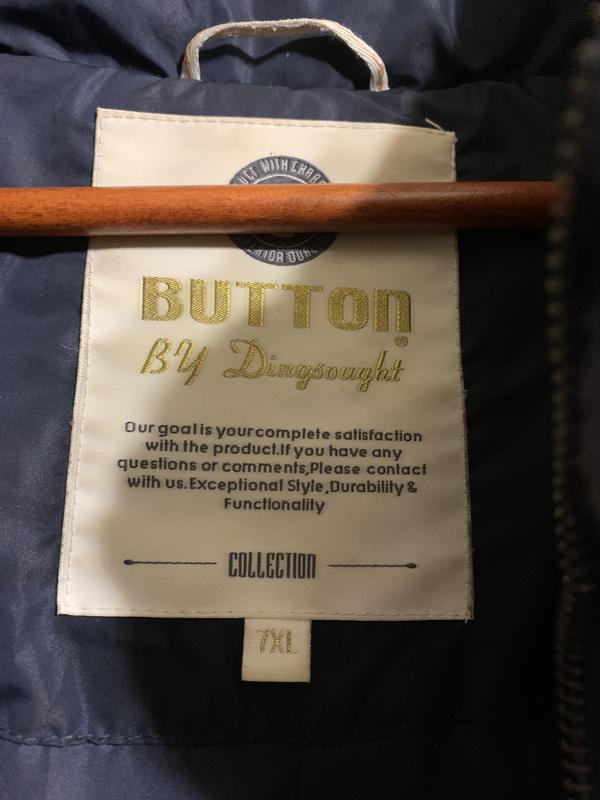 BUTTON
®
BY Dingsought
Our goal is your complete satisfaction
with the product.If you have any
questions or comments,Please contact
with us.Exceptional Style,Durability &
Functionality
COLLECTION
7XL